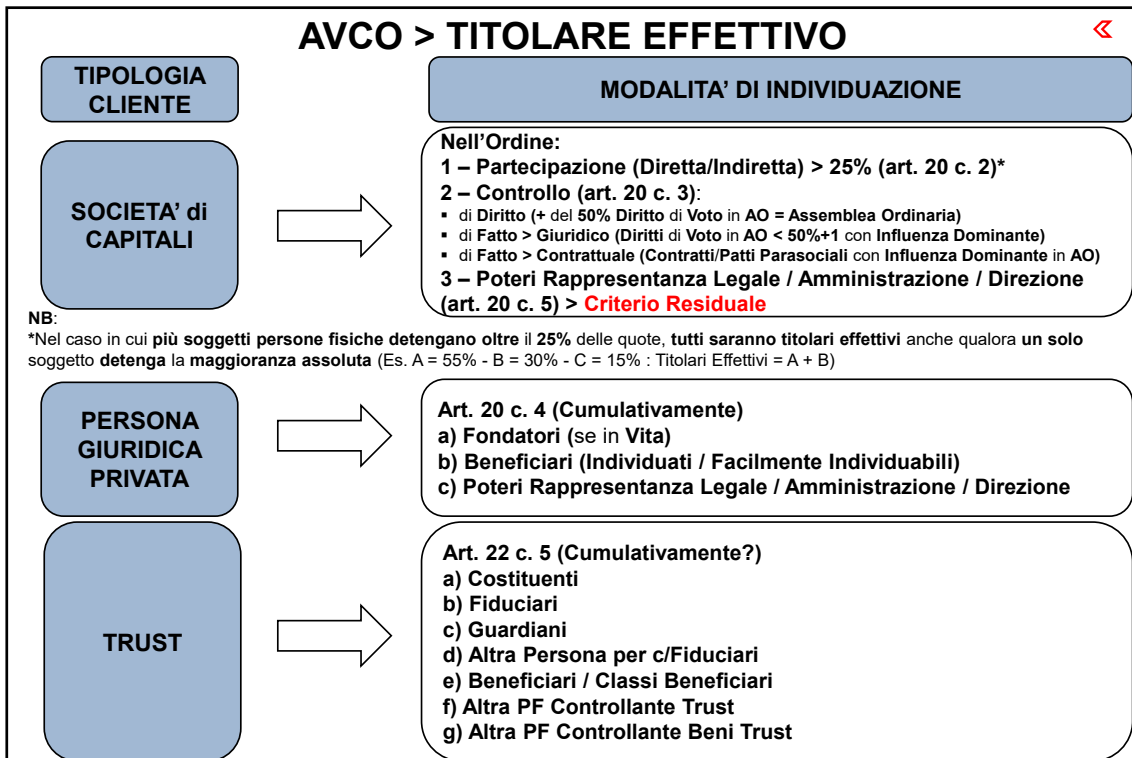 AVCO > TITOLARE EFFETTIVO
TIPOLOGIA
CLIENTE
MODALITA' DI INDIVIDUAZIONE
SOCIETA' di
CAPITALI
Nell'Ordine:
1 – Partecipazione (Diretta/Indiretta) > 25% (art. 20 c. 2)*
2 – Controllo (art. 20 c. 3):
▪ di Diritto (+ del 50% Diritto di Voto in AO = Assemblea Ordinaria)
▪ di Fatto > Giuridico (Diritti di Voto in AO < 50%+1 con Influenza Dominante)
▪ di Fatto > Contrattuale (Contratti/Patti Parasociali con Influenza Dominante in AO)
3 – Poteri Rappresentanza Legale / Amministrazione / Direzione
(art. 20 c. 5) > Criterio Residuale
NB:
*Nel caso in cui più soggetti persone fisiche detengano oltre il 25% delle quote, tutti saranno titolari effettivi anche qualora un solo
soggetto detenga la maggioranza assoluta (Es. A = 55% - B = 30% - C = 15% : Titolari Effettivi = A + B)
PERSONA
GIURIDICA
PRIVATA
Art. 20 c. 4 (Cumulativamente)
a) Fondatori (se in Vita)
b) Beneficiari (Individuati / Facilmente Individuabili)
c) Poteri Rappresentanza Legale / Amministrazione / Direzione
TRUST
Art. 22 c. 5 (Cumulativamente?)
a) Costituenti
b) Fiduciari
c) Guardiani
d) Altra Persona per c/Fiduciari
e) Beneficiari / Classi Beneficiari
f) Altra PF Controllante Trust
g) Altra PF Controllante Beni Trust